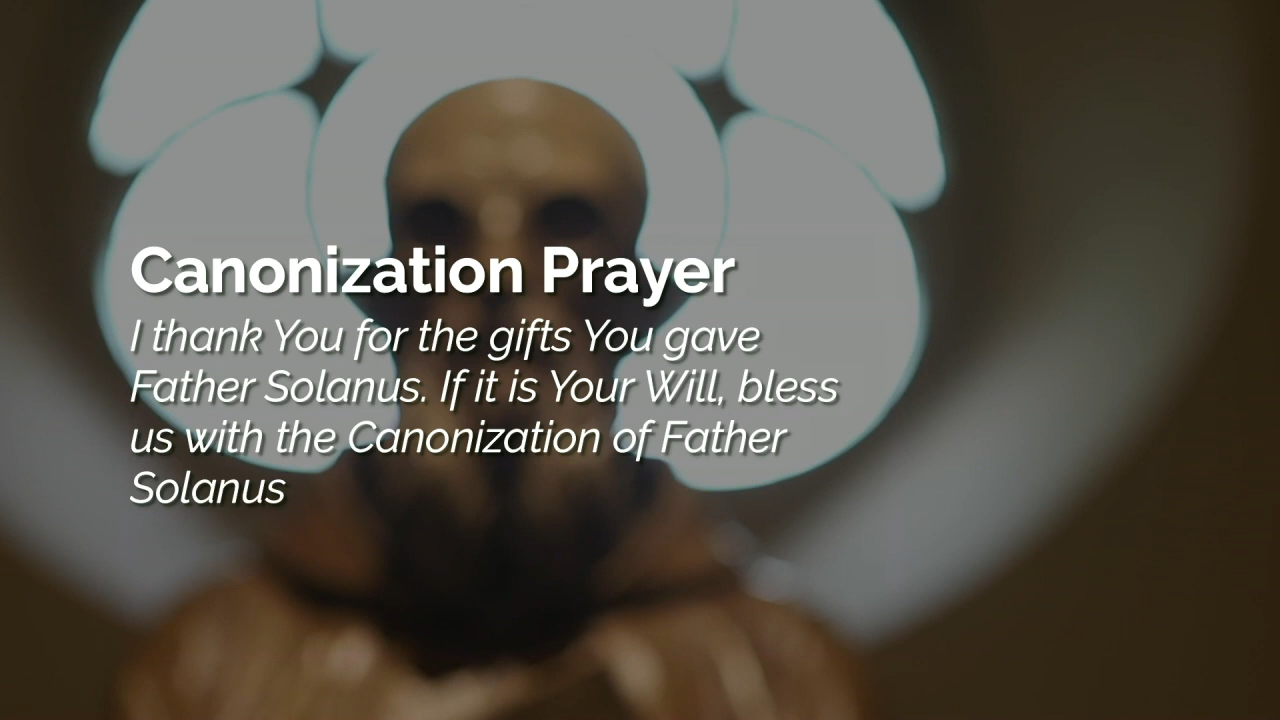 Canonization Prayer
I thank You for the gifts You gave
Father Solanus. If it is Your Will, bless
us with the Canonization of Father
Solanus